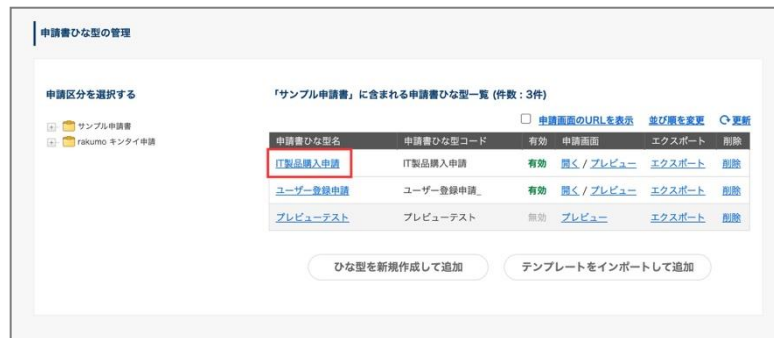 申請書ひな型の管理
申請区分を選択する
サンプル申請書
rakumo キンタイ申請
「サンプル申請書」に含まれる申請書ひな型一覧 (件数 : 3件)
申請画面のURLを表示 並び順を変更 更新
申請書ひな型名 申請書ひな型コード 有効 申請画面 エクスポート 削除
IT製品購入申請 IT製品購入申請 有効 開く / プレビュー エクスポート 削除
ユーザー登録申請 ユーザー登録申請_ 有効 開く / プレビュー エクスポート 削除
プレビューテスト プレビューテスト 無効 プレビュー エクスポート 削除
ひな型を新規作成して追加 テンプレートをインポートして追加